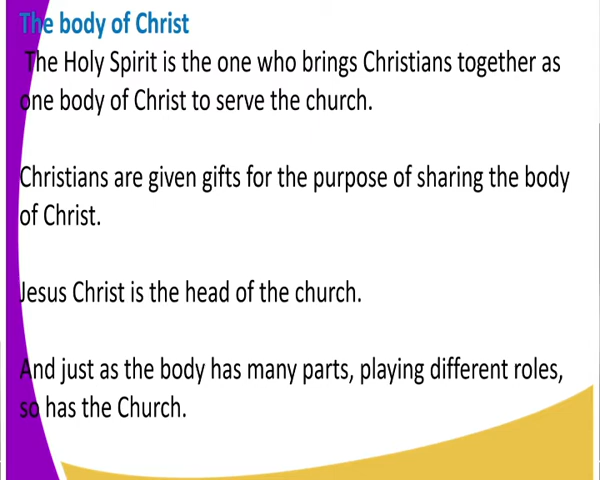 The body of Christ
The Holy Spirit is the one who brings Christians together as
one body of Christ to serve the church.
Christians are given gifts for the purpose of sharing the body
of Christ.
Jesus Christ is the head of the church.
And just as the body has many parts, playing different roles,
so has the Church.